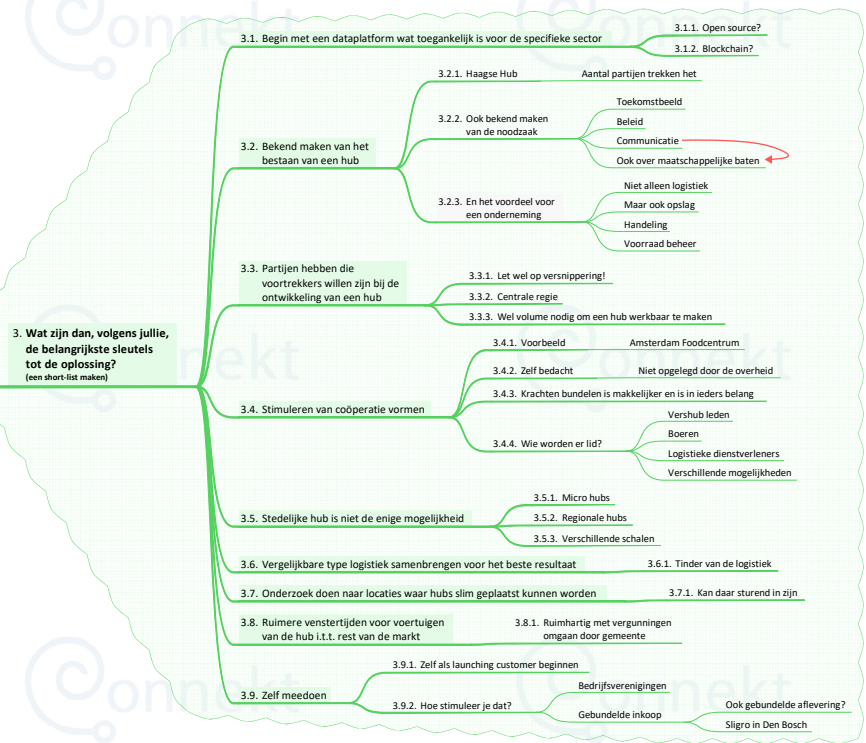 3.1. Begin met een dataplatform wat toegankelijk is voor de specifieke sector
3.1.1. Open source?
3.1.2. Blockchain?
3.2. Bekend maken van het
bestaan van een hub
3.2.1. Haagse Hub
Aantal partijen trekken het
3.2.2. Ook bekend maken
van de noodzaak
Toekomstbeeld
Beleid
Communicatie
Ook over maatschappelijke baten
3.2.3. En het voordeel voor
een onderneming
Niet alleen logistiek
Maar ook opslag
Handeling
Voorraad beheer
3.3. Partijen hebben die
voortrekkers willen zijn bij de
ontwikkeling van een hub
3.3.1. Let wel op versnippering!
3.3.2. Centrale regie
3.3.3. Wel volume nodig om een hub werkbaar te maken
3. Wat zijn dan, volgens jullie,
de belangrijkste sleutels
tot de oplossing?
(een short-list maken)
3.4. Stimuleren van coöperatie vormen
3.4.1. Voorbeeld
Amsterdam Foodcentrum
3.4.2. Zelf bedacht
Niet opgelegd door de overheid
3.4.3. Krachten bundelen is makkelijker en is in ieders belang
3.4.4. Wie worden er lid?
Vershub leden
Boeren
Logistieke dienstverleners
Verschillende mogelijkheden
3.5. Stedelijke hub is niet de enige mogelijkheid
3.5.1. Micro hubs
3.5.2. Regionale hubs
3.5.3. Verschillende schalen
3.6. Vergelijkbare type logistiek samenbrengen voor het beste resultaat
3.6.1. Tinder van de logistiek
3.7. Onderzoek doen naar locaties waar hubs slim geplaatst kunnen worden
3.7.1. Kan daar sturend in zijn
3.8. Ruimere venstertijden voor voertuigen
van de hub i.t.t. rest van de markt
3.8.1. Ruimhartig met vergunningen
omgaan door gemeente
3.9. Zelf meedoen
3.9.1. Zelf als launching customer beginnen
3.9.2. Hoe stimuleer je dat?
Bedrijfsverenigingen
Gebundelde inkoop
Ook gebundelde aflevering?
Sligro in Den Bosch
Connekt
Connekt
Connekt
Connekt
Connekt
Connekt